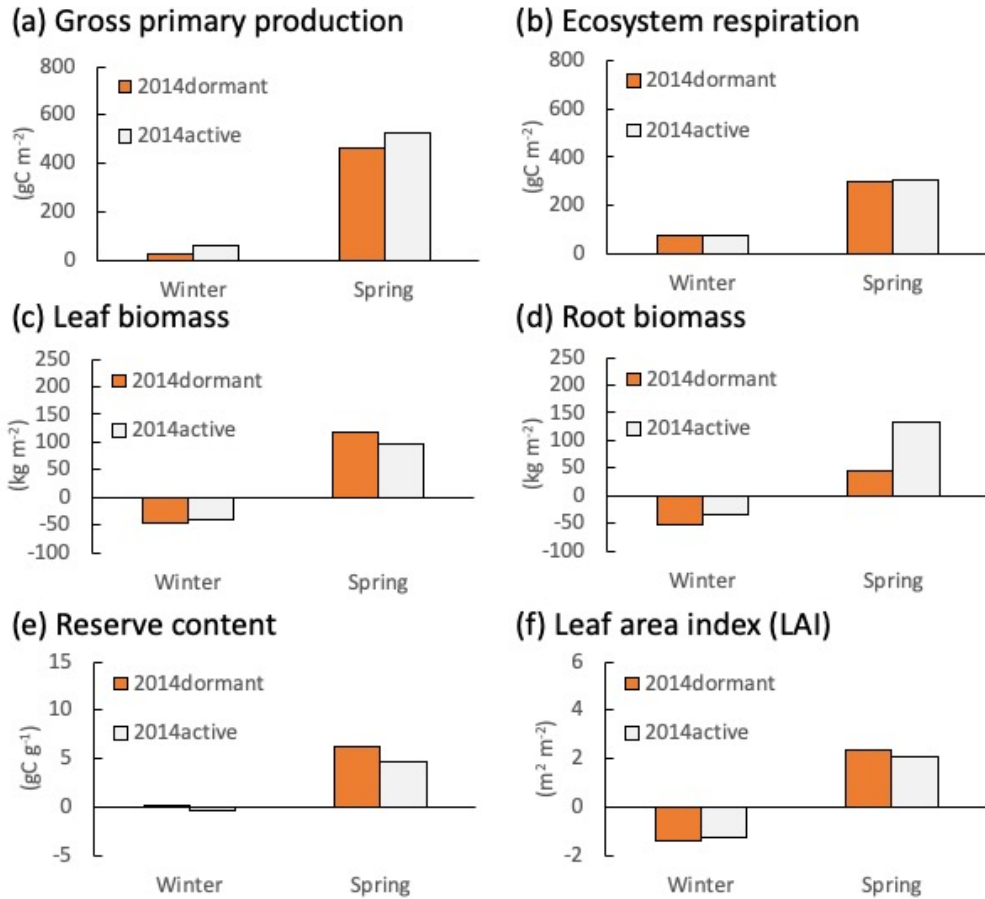 (a) Gross primary production
800
600
400
200
0
(gC m⁻²)
2014dormant
2014active
Winter Spring
(b) Ecosystem respiration
800
600
400
200
0
(gC m⁻²)
2014dormant
2014active
Winter Spring
(c) Leaf biomass
250
200
150
100
50
0
-50
-100
(kg m⁻²)
2014dormant
2014active
Winter Spring
(d) Root biomass
250
200
150
100
50
0
-50
-100
(kg m⁻²)
2014dormant
2014active
Winter Spring
(e) Reserve content
15
10
5
0
-5
(gC g⁻¹)
2014dormant
2014active
Winter Spring
(f) Leaf area index (LAI)
6
4
2
0
-2
(m² m⁻²)
2014dormant
2014active
Winter Spring